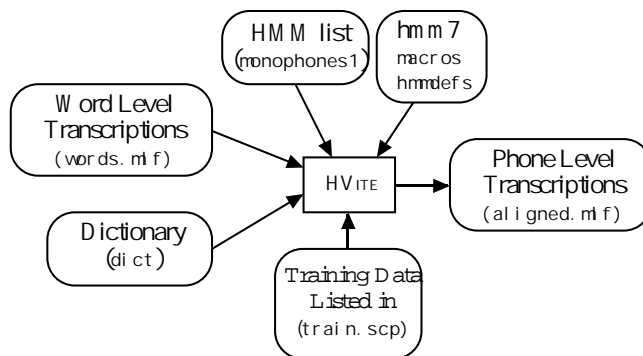 HMM list
(monophones1)
hmm7
macros
hmmdefs
Word Level
Transcriptions
(words.mlf)
HVITE
Phone Level
Transcriptions
(aligned.mlf)
Dictionary
(dict)
Training Data
Listed in
(train.scp)